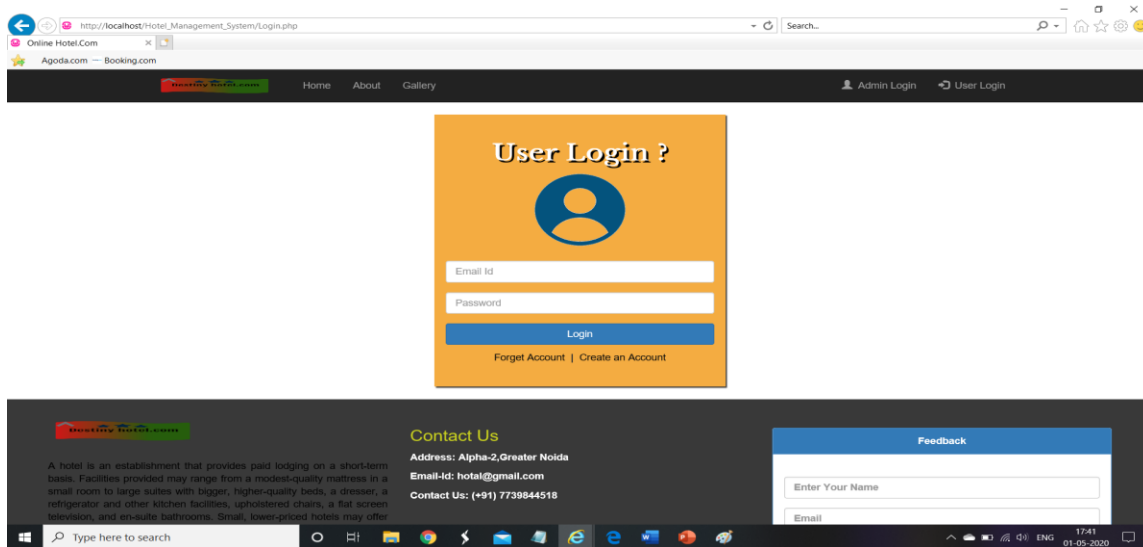 http://localhost/Hotel_Management_System/Login.php
Search...
Online Hotel.Com
Agoda.com — Booking.com
Destiny hotel.com
Home
About
Gallery
Admin Login
User Login
User Login ?
Email Id
Password
Login
Forget Account | Create an Account
Destiny hotel.com
A hotel is an establishment that provides paid lodging on a short-term
basis. Facilities provided may range from a modest-quality mattress in a
small room to large suites with bigger, higher-quality beds, a dresser, a
refrigerator and other kitchen facilities, upholstered chairs, a flat screen
television, and en-suite bathrooms. Small, lower-priced hotels may offer
Contact Us
Address: Alpha-2,Greater Noida
Email-Id: hotal@gmail.com
Contact Us: (+91) 7739844518
Feedback
Enter Your Name
Email
Type here to search
ENG
17:41
01-05-2020